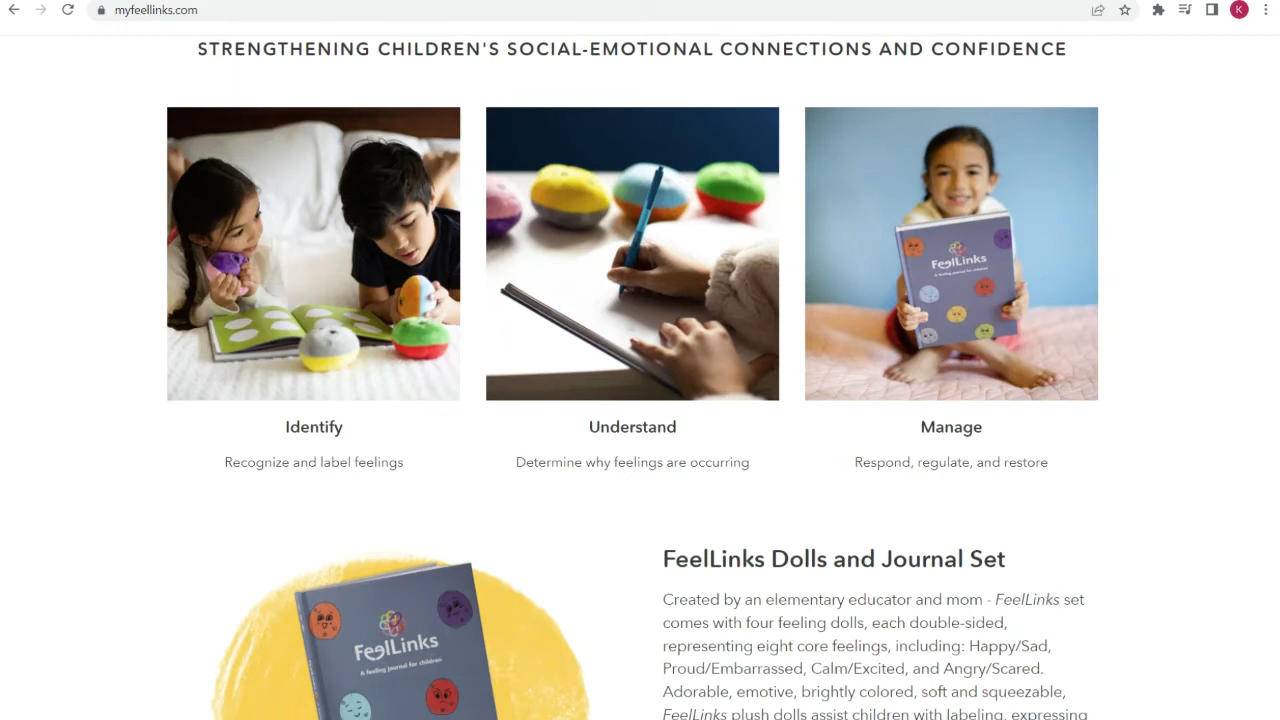 myfeellinks.com
K
STRENGTHENING CHILDREN'S SOCIAL-EMOTIONAL CONNECTIONS AND CONFIDENCE
FeelLinks
A feeling journal for children
Identify
Understand
Manage
Recognize and label feelings
Determine why feelings are occurring
Respond, regulate, and restore
FeelLinks Dolls and Journal Set
Created by an elementary educator and mom - FeelLinks set
comes with four feeling dolls, each double-sided,
representing eight core feelings, including: Happy/Sad,
Proud/Embarrassed, Calm/Excited, and Angry/Scared.
Adorable, emotive, brightly colored, soft and squeezable,
FeelLinks plush dolls assist children with labeling, expressing
FeelLinks
A feeling journal for children